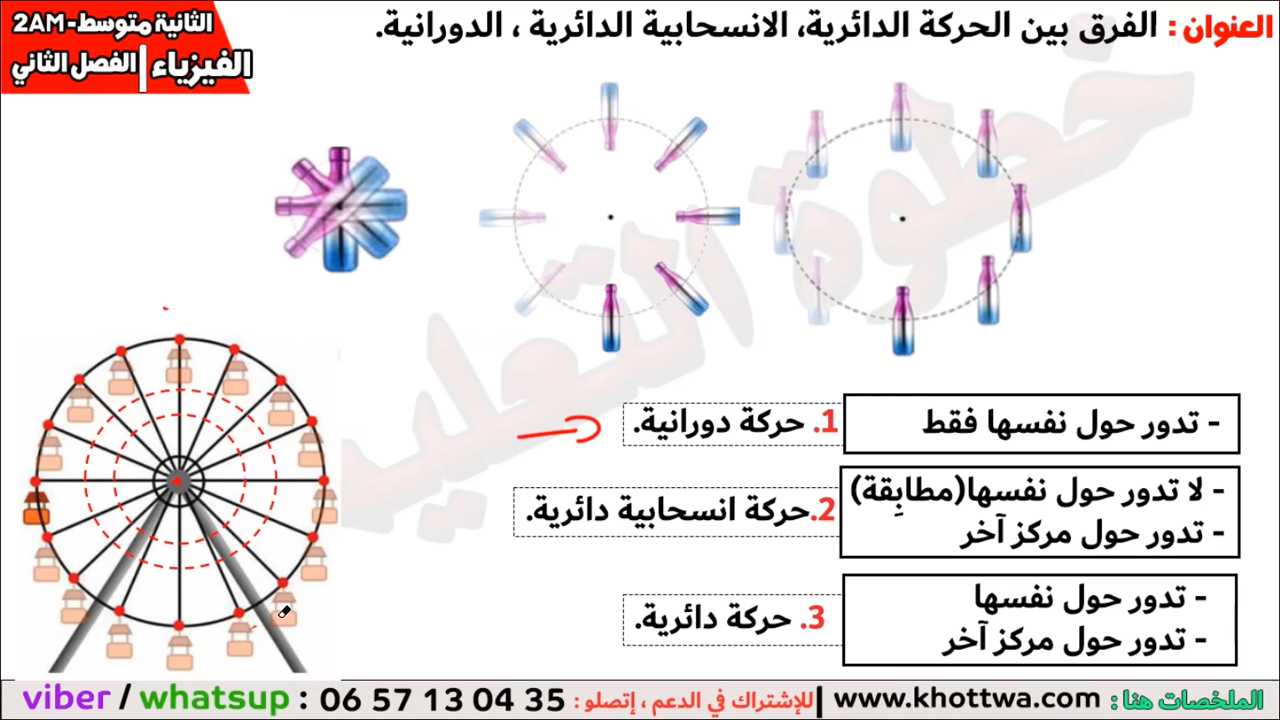 الثانية متوسط-2AM
الفيزياء | الفصل الثاني
العنوان : الفرق بين الحركة الدائرية، الانسحابية الدائرية ، الدورانية.
خطوة التعليمية
- تدور حول نفسها فقط
1. حركة دورانية.
- لا تدور حول نفسها(مطابِقة)
- تدور حول مركز آخر
2.حركة انسحابية دائرية.
- تدور حول نفسها
- تدور حول مركز آخر
3. حركة دائرية.
الملخصات هنا : www.khottwa.com | للإشتراك في الدعم ، إتصلو : viber / whatsup : 06 57 13 04 35